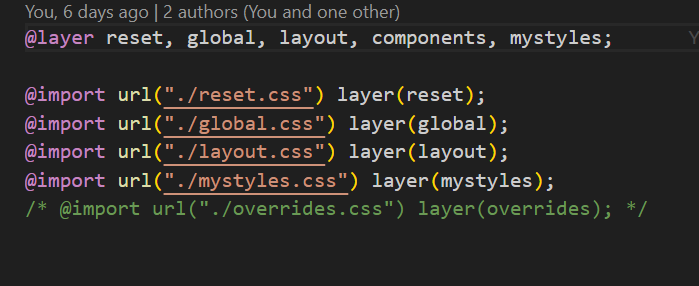 You, 6 days ago | 2 authors (You and one other)
@layer reset, global, layout, components, mystyles;
@import url("./reset.css") layer(reset);
@import url("./global.css") layer(global);
@import url("./layout.css") layer(layout);
@import url("./mystyles.css") layer(mystyles);
/* @import url("./overrides.css") layer(overrides); */